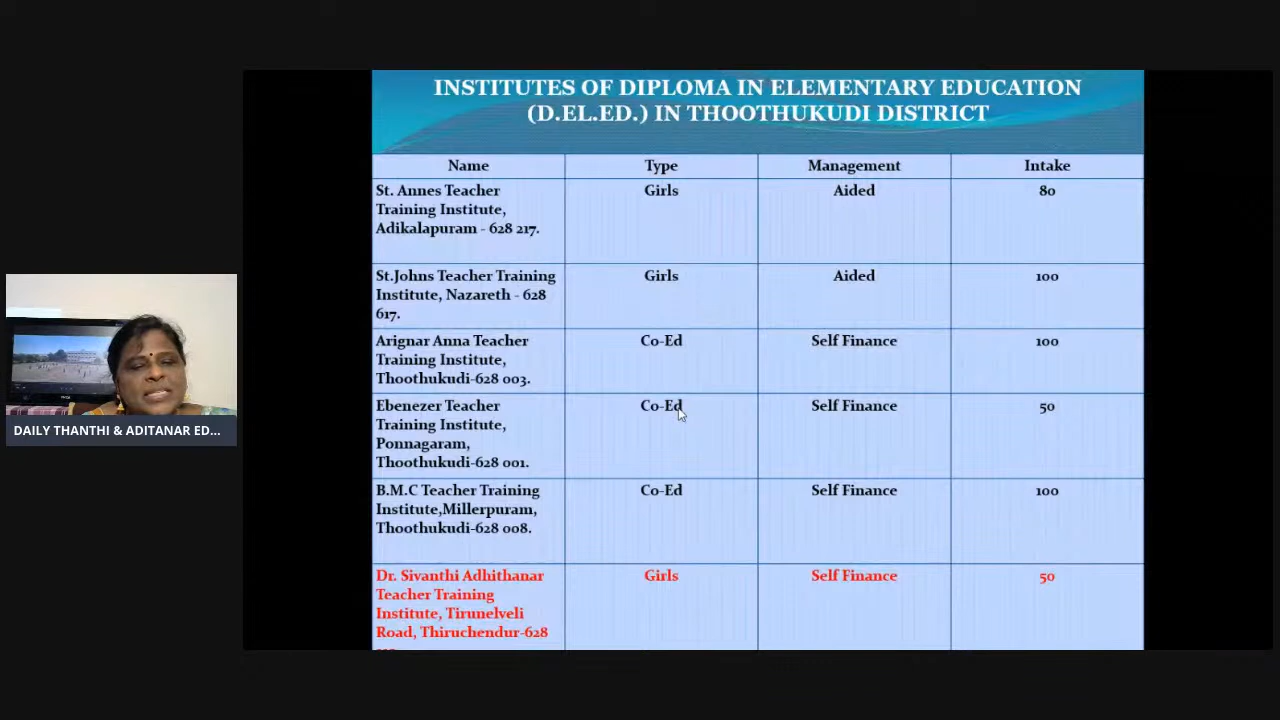 INSTITUTES OF DIPLOMA IN ELEMENTARY EDUCATION
(D.EL.ED.) IN THOOTHUKUDI DISTRICT
Name Type Management Intake
St. Annes Teacher Girls Aided 80
Training Institute,
Adikalapuram - 628 217.
St.Johns Teacher Training Girls Aided 100
Institute, Nazareth - 628
617.
Arignar Anna Teacher Co-Ed Self Finance 100
Training Institute,
Thoothukudi-628 003.
Ebenezer Teacher Co-Ed Self Finance 50
Training Institute,
Ponnagaram,
Thoothukudi-628 001.
B.M.C Teacher Training Co-Ed Self Finance 100
Institute,Millerpuram,
Thoothukudi-628 008.
Dr. Sivanthi Adhithanar Girls Self Finance 50
Teacher Training
Institute, Tirunelveli
Road, Thiruchendur-628
DAILY THANTHI & ADITANAR ED...